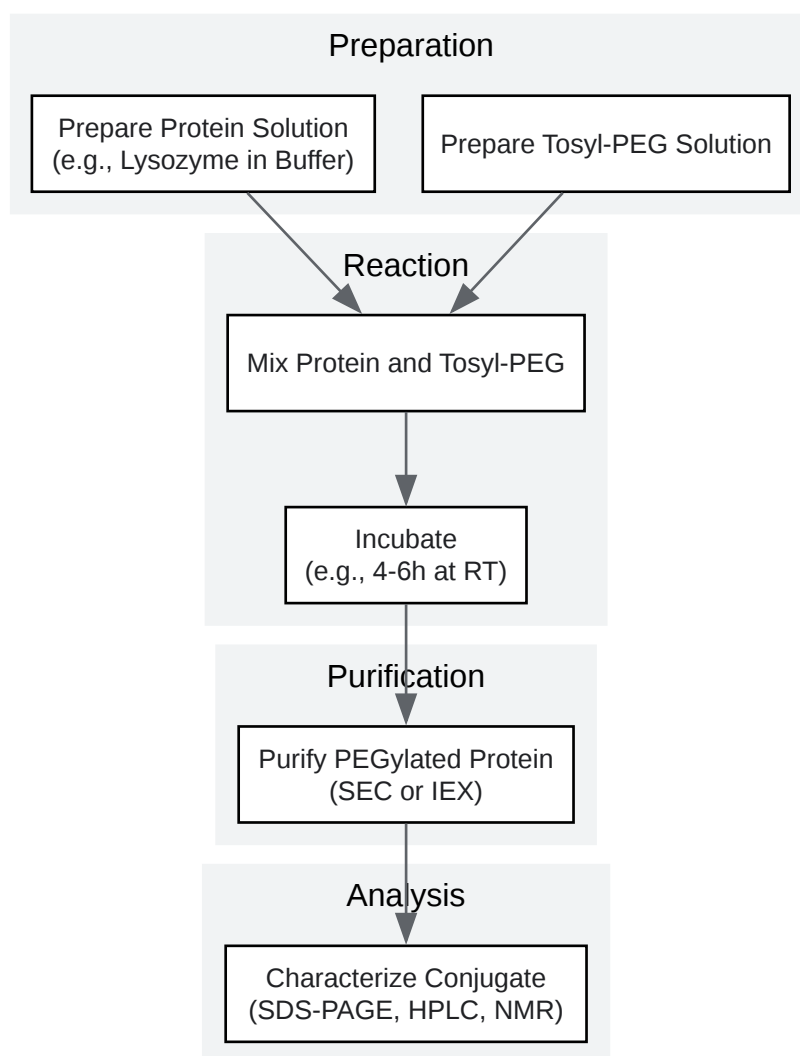 Preparation
Prepare Protein Solution
(e.g., Lysozyme in Buffer)
Prepare Tosyl-PEG Solution
Reaction
Mix Protein and Tosyl-PEG
Incubate
(e.g., 4-6h at RT)
Purification
Purify PEGylated Protein
(SEC or IEX)
Analysis
Characterize Conjugate
(SDS-PAGE, HPLC, NMR)